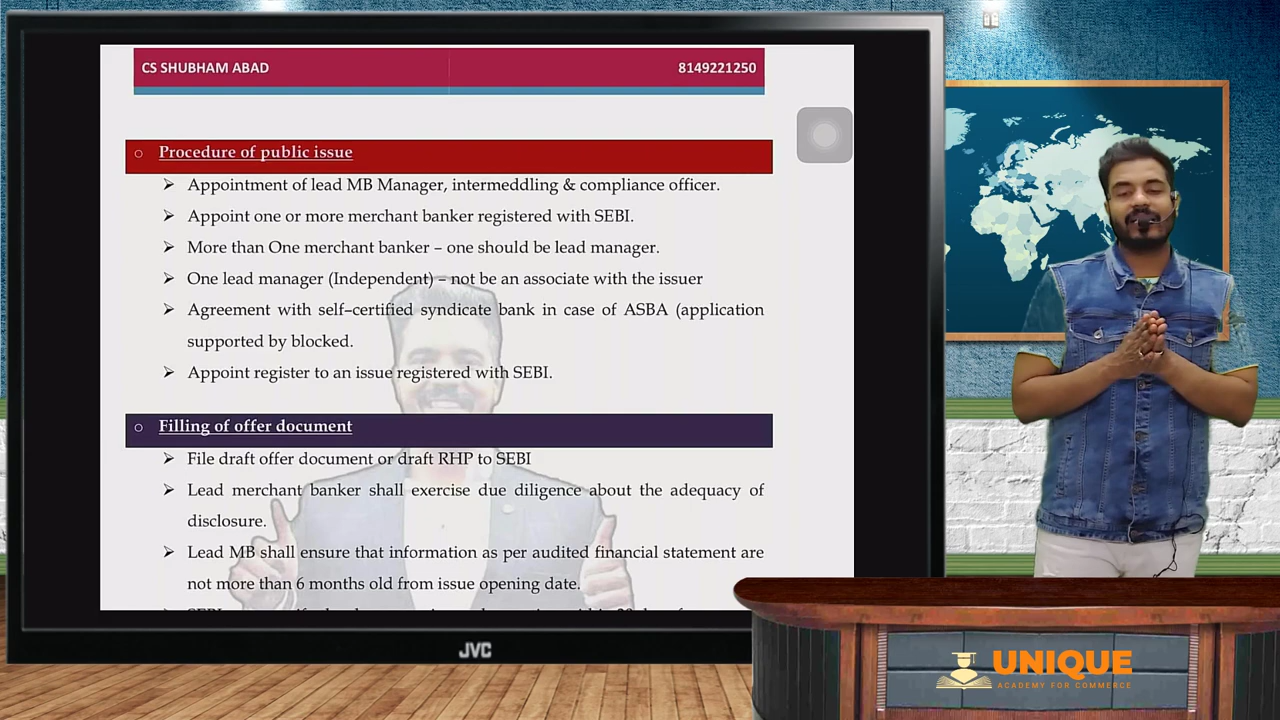 CS SHUBHAM ABAD 8149221250
○ Procedure of public issue
➢ Appointment of lead MB Manager, intermeddling & compliance officer.
➢ Appoint one or more merchant banker registered with SEBI.
➢ More than One merchant banker – one should be lead manager.
➢ One lead manager (Independent) – not be an associate with the issuer
➢ Agreement with self–certified syndicate bank in case of ASBA (application
supported by blocked.
➢ Appoint register to an issue registered with SEBI.
○ Filling of offer document
➢ File draft offer document or draft RHP to SEBI
➢ Lead merchant banker shall exercise due diligence about the adequacy of
disclosure.
➢ Lead MB shall ensure that information as per audited financial statement are
not more than 6 months old from issue opening date.
JVC
UNIQUE
ACADEMY FOR COMMERCE